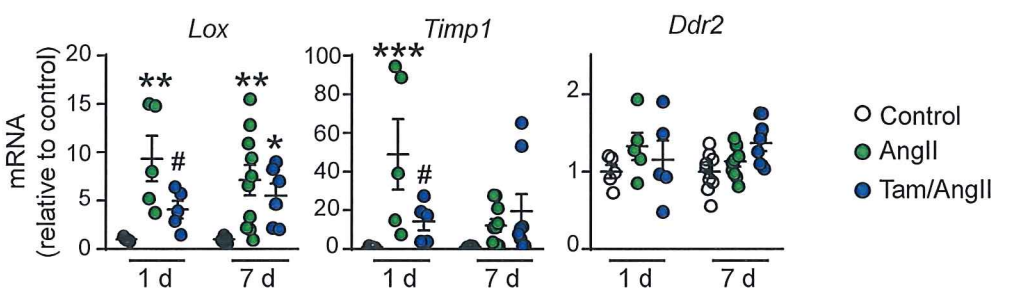 Lox
Timp1
Ddr2
mRNA
(relative to control)
20
15
10
5
0
**
#
**
*
1 d
7 d
100
80
60
40
20
0
***
#
1 d
7 d
2
1
0
1 d
7 d
Control
AngII
Tam/AngII